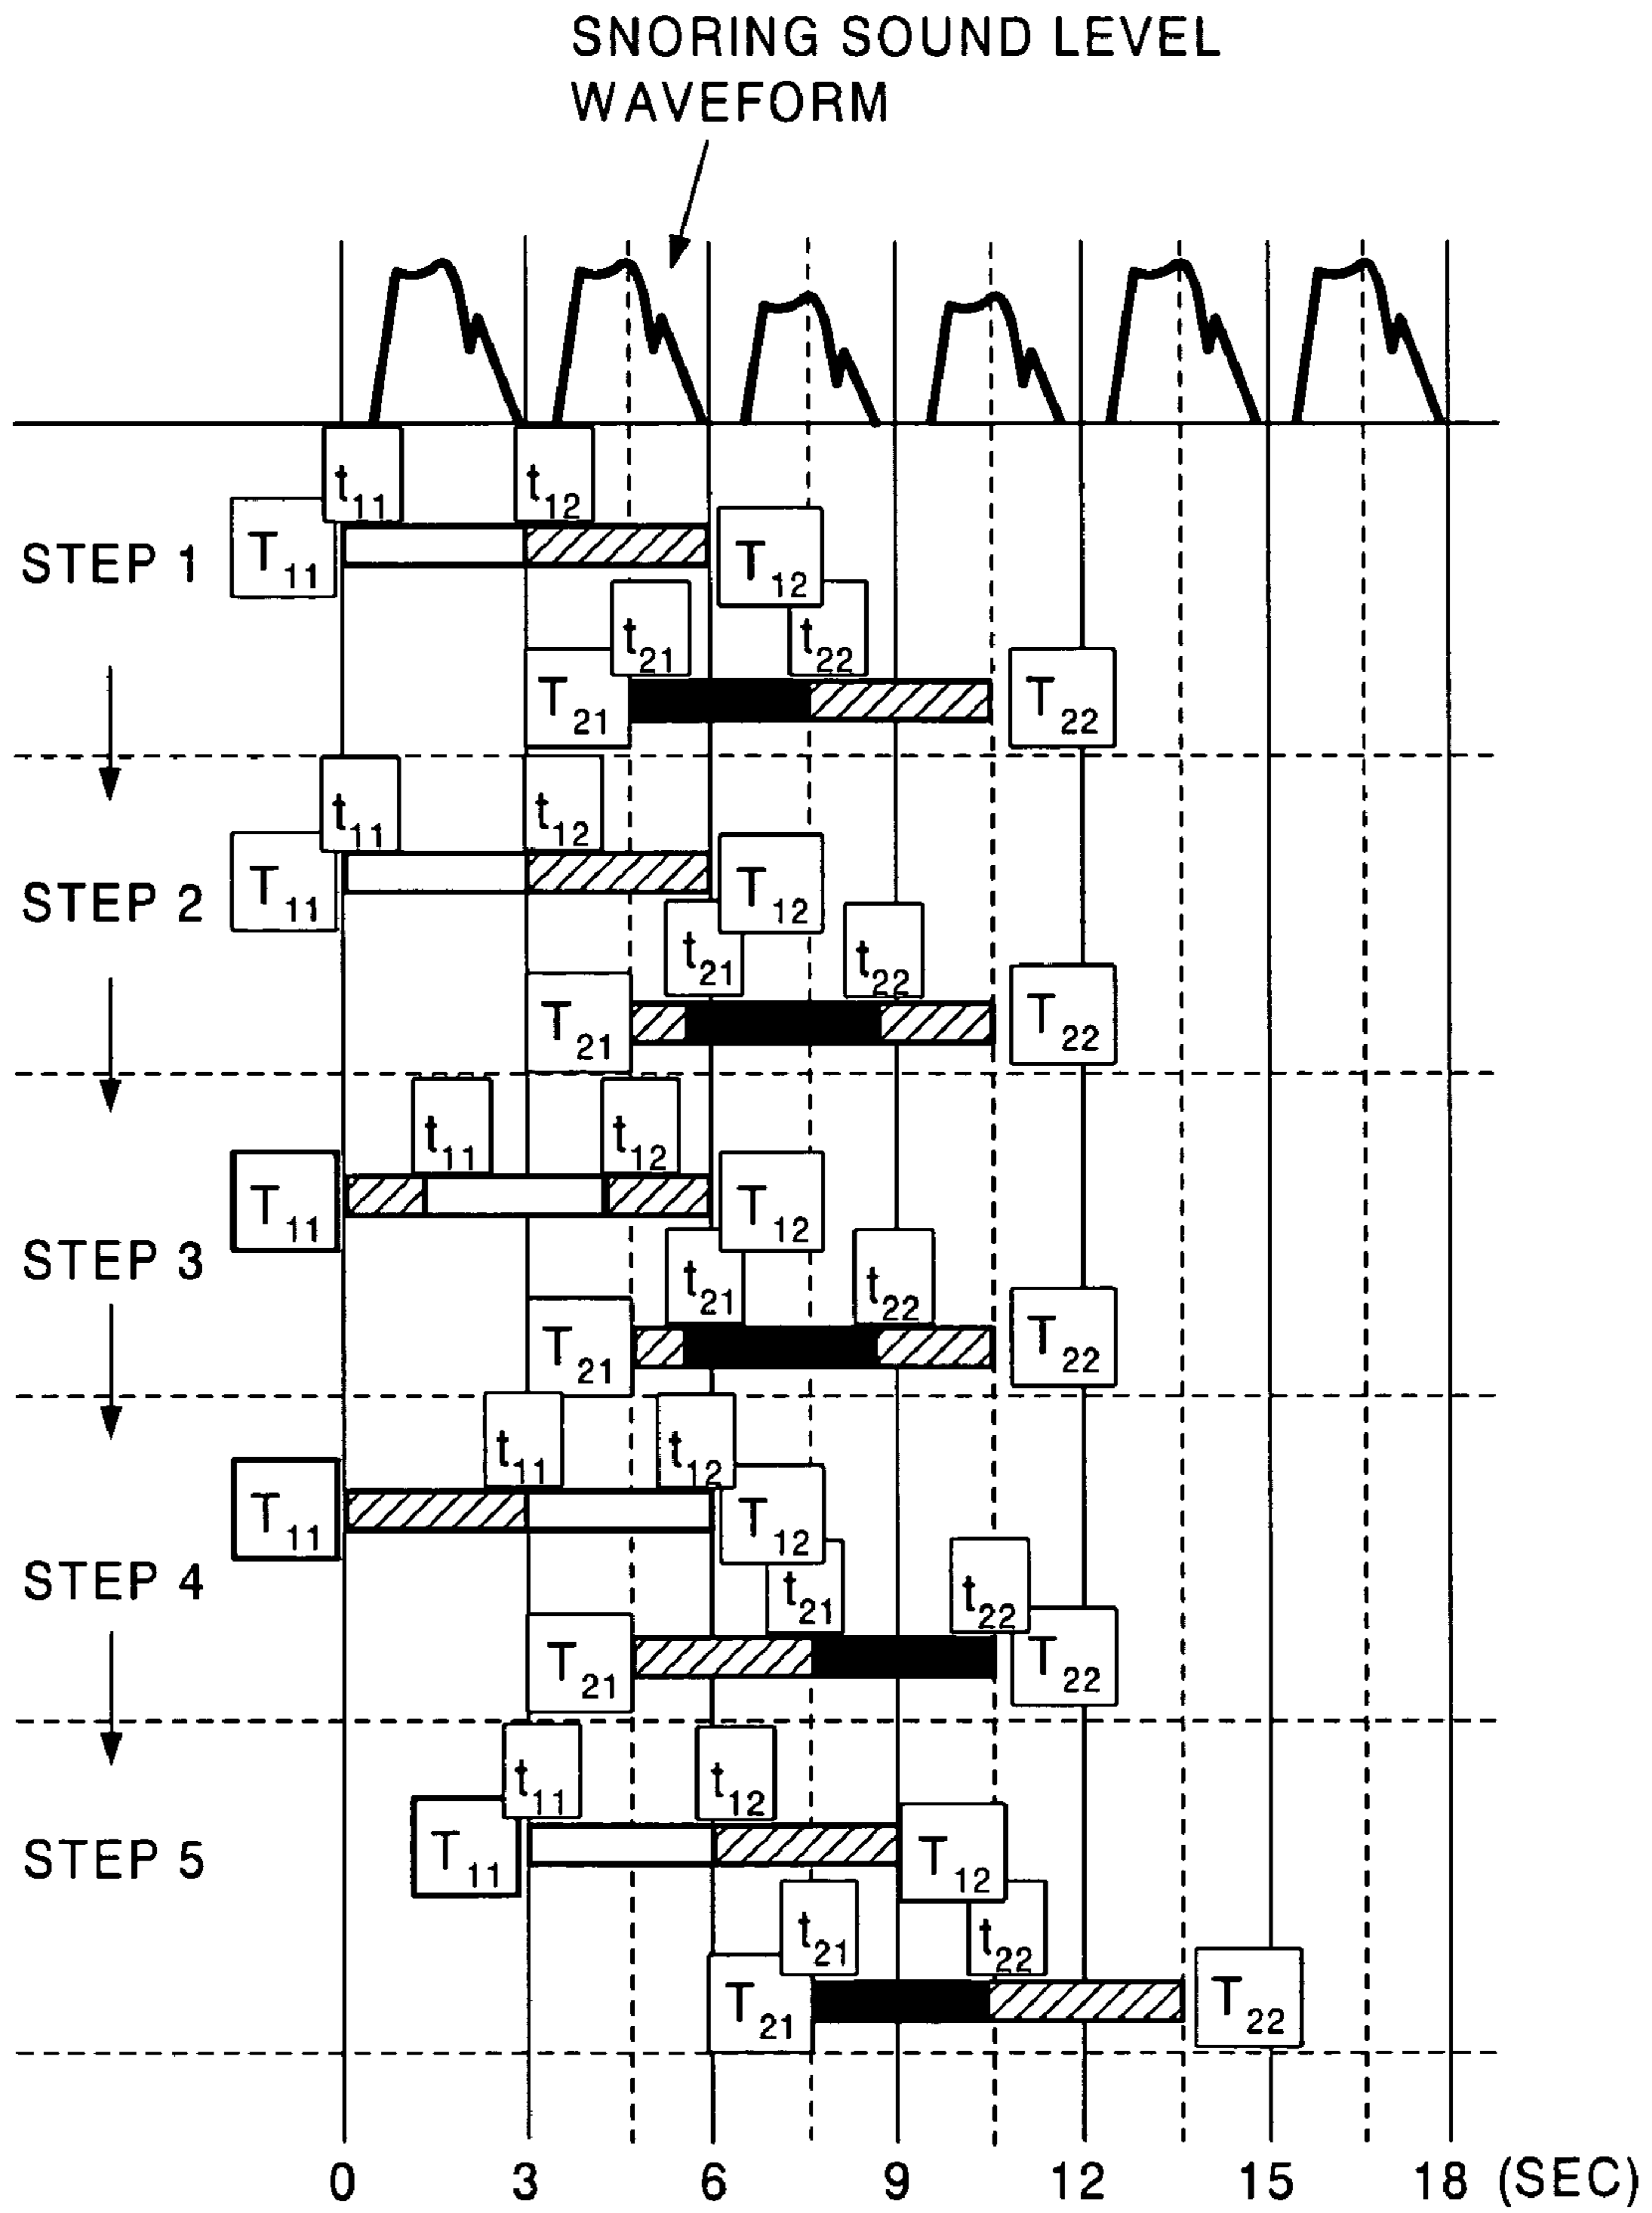 SNORING SOUND LEVEL
WAVEFORM
t11 t12
STEP 1 T11 T12
t21 t22
T21 T22
t11 t12
STEP 2 T11 T12
t21 t22
T21 T22
t11 t12
T11 T12
STEP 3 t21 t22
T21 T22
t11 t12
T11 T12
STEP 4 t21 t22
T21 T22
t11 t12
STEP 5 T11 T12
t21 t22
T21 T22
0 3 6 9 12 15 18 (SEC)